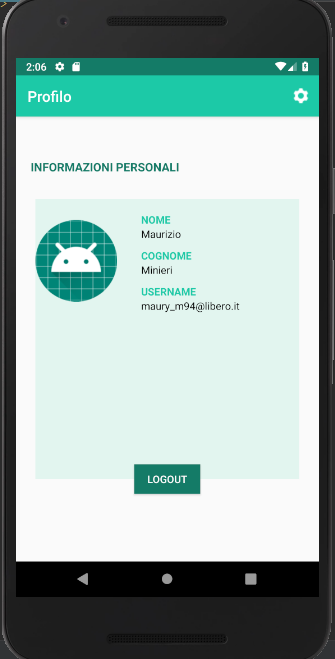 2:06
Profilo
INFORMAZIONI PERSONALI
NOME
Maurizio
COGNOME
Minieri
USERNAME
maury_m94@libero.it
LOGOUT